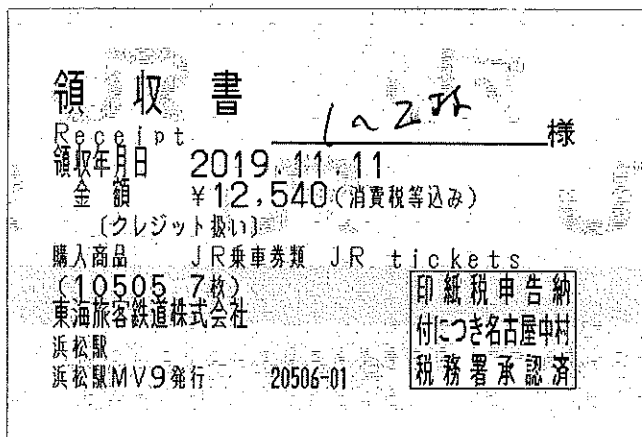 領収書
Receipt 様
領収年月日 2019.11.11
金額 ¥12,540(消費税等込み)
(クレジット扱い)
購入商品 JR乗車券類 JR tickets
(10505 7枚)
東海旅客鉄道株式会社
浜松駅
浜松駅MV9発行 20506-01
印紙税申告納
付につき名古屋中村
税務署承認済